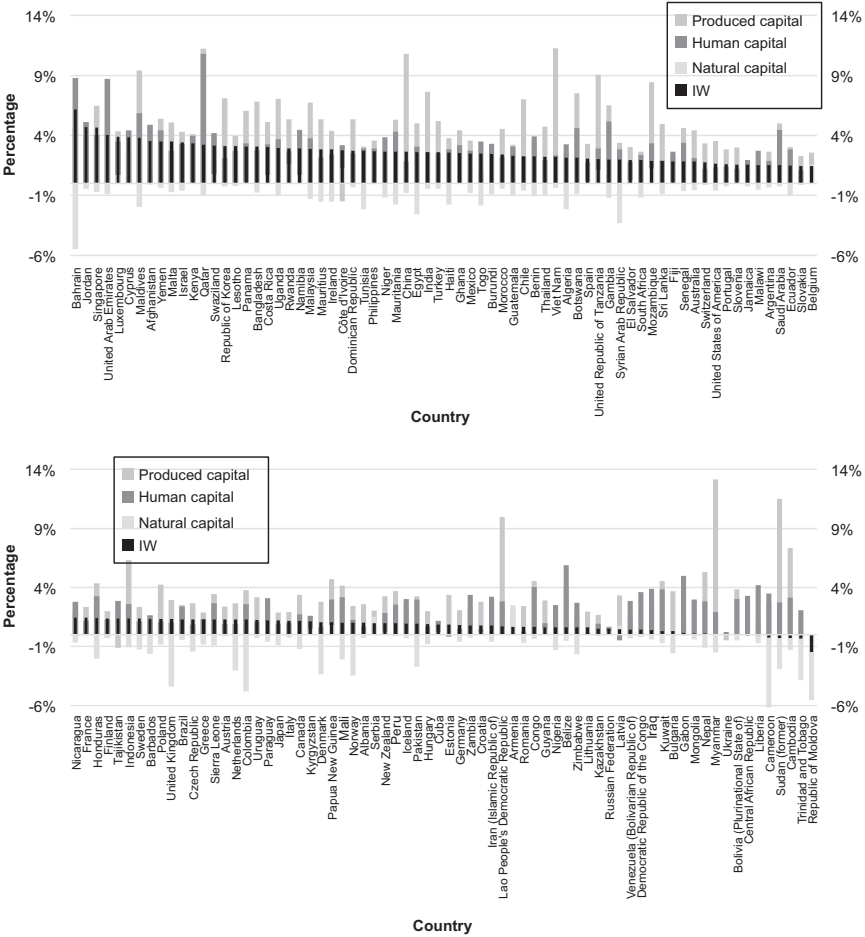 14%
14%
Produced capital
Human capital
Natural capital
IW
9%
9%
4%
4%
-1%
-1%
-6%
-6%
Percentage
Bahrain
Jordan
Singapore
United Arab Emirates
Luxembourg
Cyprus
Maldives
Afghanistan
Yemen
Malta
Israel
Kenya
Qatar
Swaziland
Republic of Korea
Lesotho
Panama
Bangladesh
Costa Rica
Uganda
Rwanda
Namibia
Malaysia
Mauritius
Ireland
Côte d'Ivoire
Dominican Republic
Tunisia
Philippines
Niger
Mauritania
China
Egypt
India
Turkey
Haiti
Ghana
Mexico
Togo
Burundi
Morocco
Guatemala
Chile
Benin
Thailand
Viet Nam
Algeria
Botswana
Spain
United Republic of Tanzania
Gambia
Syrian Arab Republic
El Salvador
South Africa
Mozambique
Sri Lanka
Fiji
Senegal
Australia
Switzerland
United States of America
Portugal
Slovenia
Jamaica
Malawi
Argentina
Saudi Arabia
Ecuador
Slovakia
Belgium
Country
14%
14%
Produced capital
Human capital
Natural capital
IW
9%
9%
4%
4%
-1%
-1%
-6%
-6%
Percentage
Nicaragua
France
Honduras
Finland
Tajikistan
Indonesia
Sweden
Barbados
Poland
United Kingdom
Brazil
Czech Republic
Greece
Sierra Leone
Austria
Netherlands
Colombia
Uruguay
Paraguay
Japan
Italy
Canada
Kyrgyzstan
Denmark
Papua New Guinea
Mali
Norway
Albania
Serbia
New Zealand
Peru
Iceland
Pakistan
Hungary
Cuba
Estonia
Germany
Zambia
Croatia
Iran (Islamic Republic of)
Lao People's Democratic Republic
Armenia
Romania
Congo
Guyana
Nigeria
Belize
Zimbabwe
Lithuania
Kazakhstan
Russian Federation
Latvia
Venezuela (Bolivarian Republic of)
Democratic Republic of the Congo
Iraq
Kuwait
Bulgaria
Gabon
Mongolia
Nepal
Myanmar
Ukraine
Bolivia (Plurinational State of)
Central African Republic
Liberia
Cameroon
Sudan (former)
Cambodia
Trinidad and Tobago
Republic of Moldova
Country